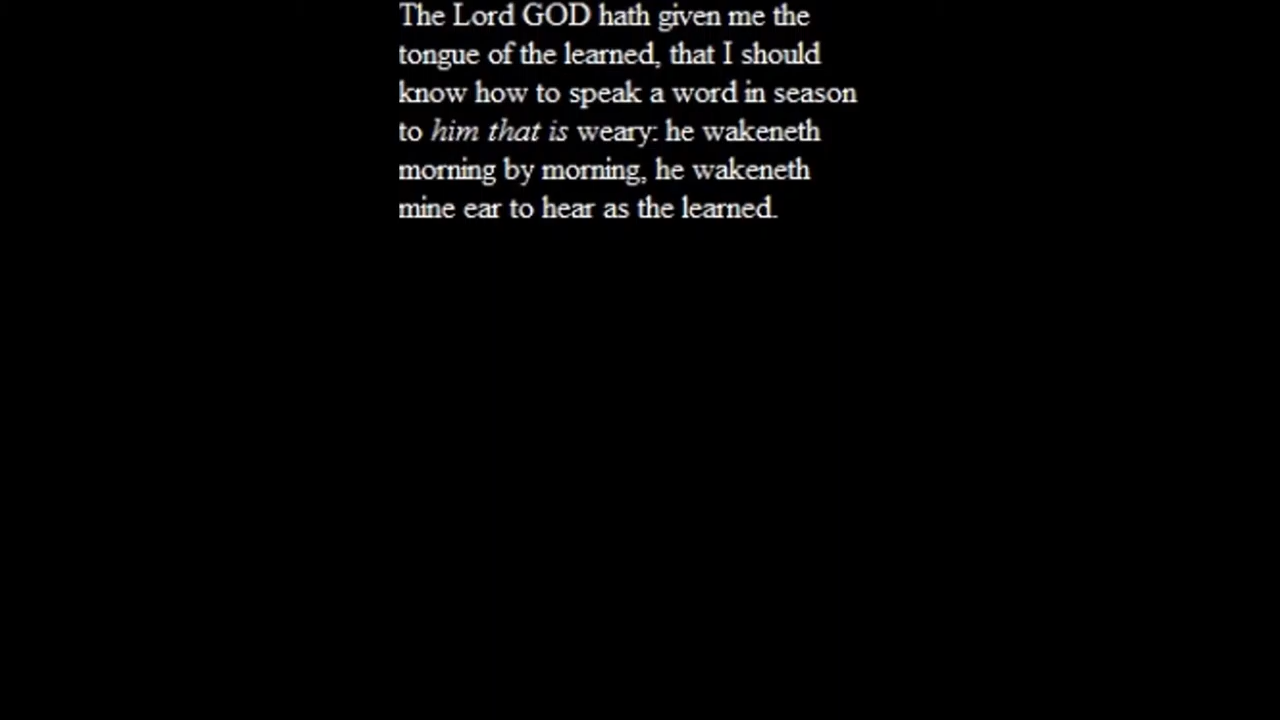 The Lord GOD hath given me the
tongue of the learned, that I should
know how to speak a word in season
to him that is weary: he wakeneth
morning by morning, he wakeneth
mine ear to hear as the learned.